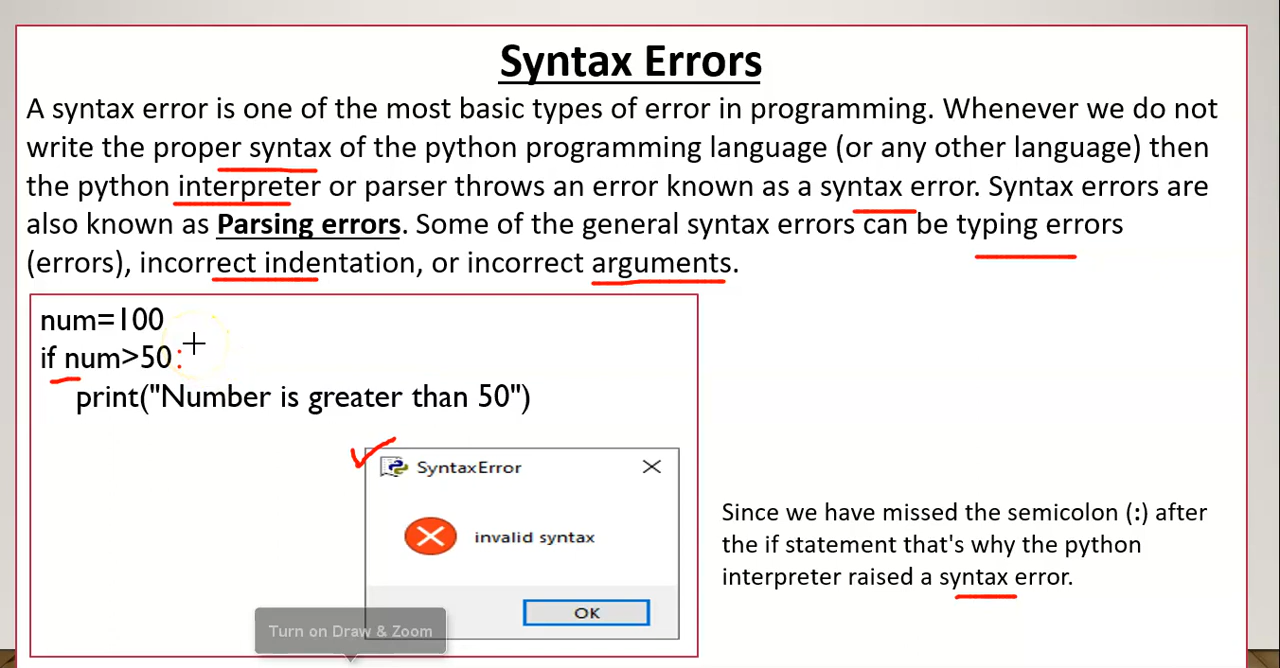 Syntax Errors
A syntax error is one of the most basic types of error in programming. Whenever we do not
write the proper syntax of the python programming language (or any other language) then
the python interpreter or parser throws an error known as a syntax error. Syntax errors are
also known as Parsing errors. Some of the general syntax errors can be typing errors
(errors), incorrect indentation, or incorrect arguments.
num=100
if num>50:
print("Number is greater than 50")
SyntaxError
invalid syntax
OK
Since we have missed the semicolon (:) after
the if statement that's why the python
interpreter raised a syntax error.
Turn on Draw & Zoom